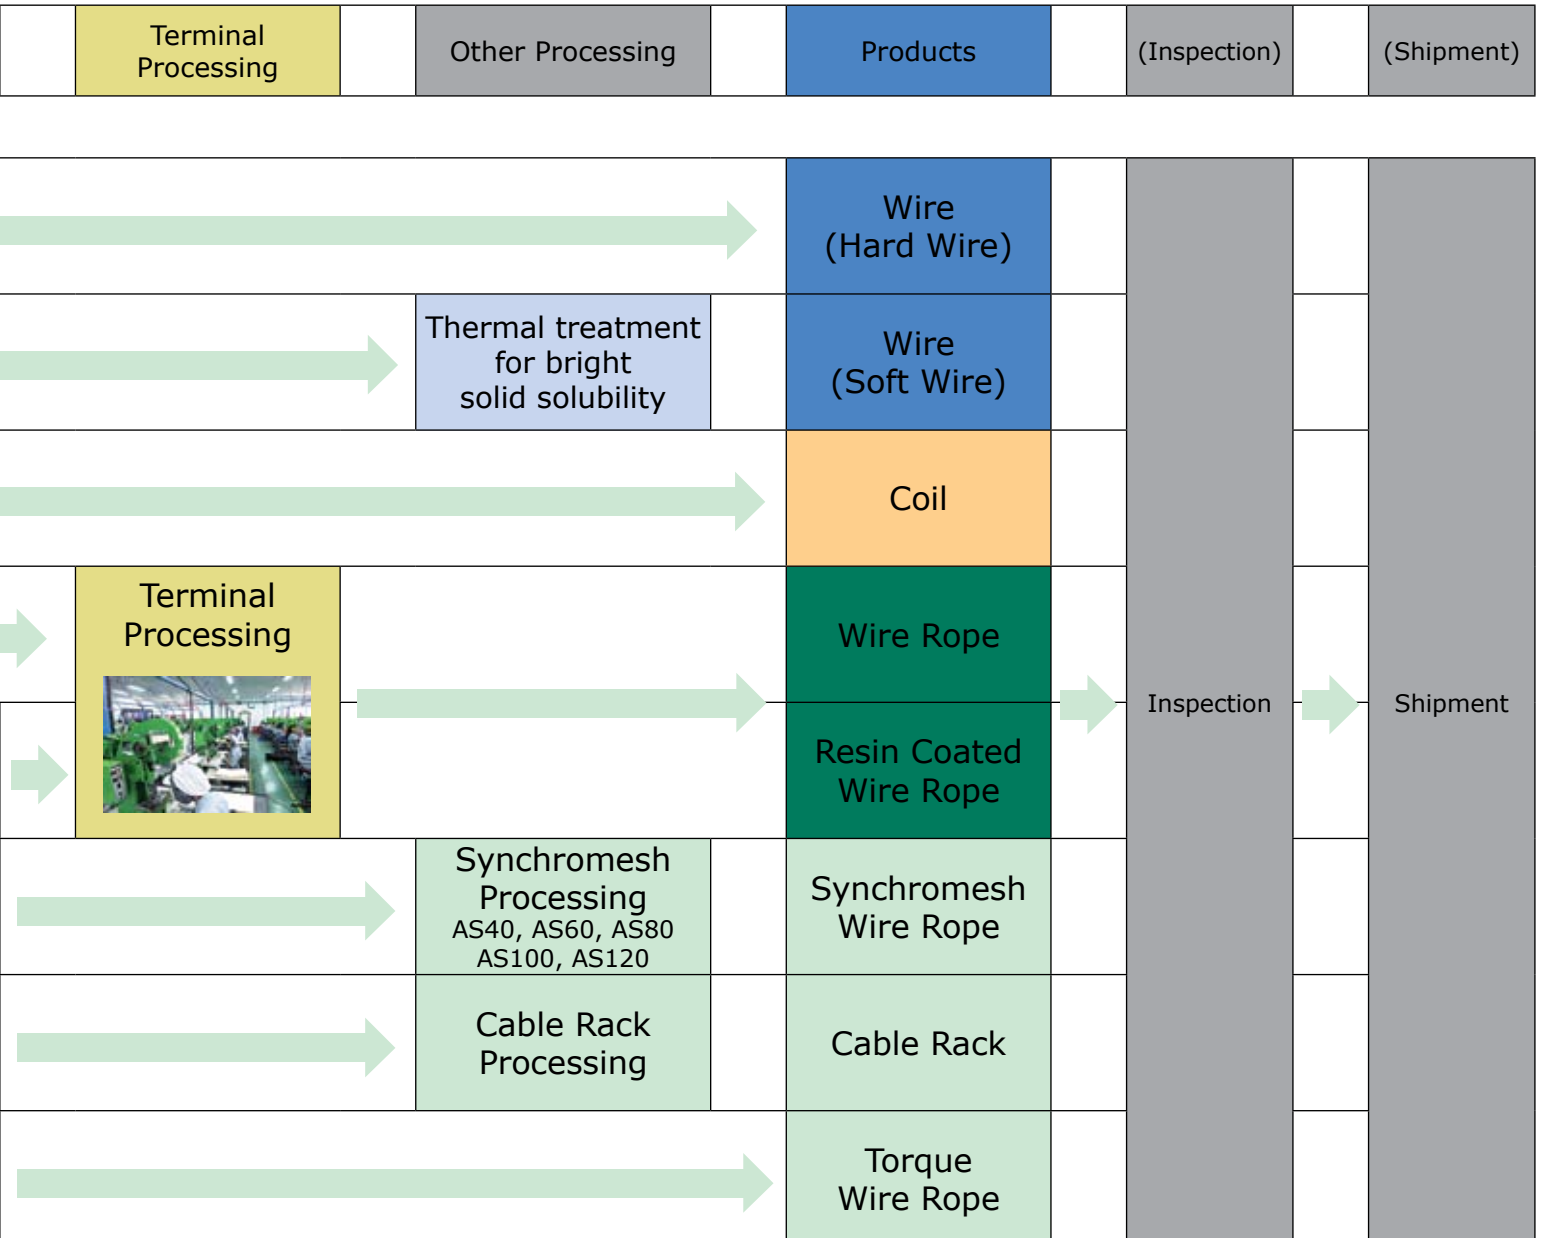 Terminal
Processing
Other Processing
Products
(Inspection)
(Shipment)
Wire
(Hard Wire)
Thermal treatment
for bright
solid solubility
Wire
(Soft Wire)
Coil
Terminal
Processing
Wire Rope
Resin Coated
Wire Rope
Inspection
Shipment
Synchromesh
Processing
AS40, AS60, AS80
AS100, AS120
Synchromesh
Wire Rope
Cable Rack
Processing
Cable Rack
Torque
Wire Rope